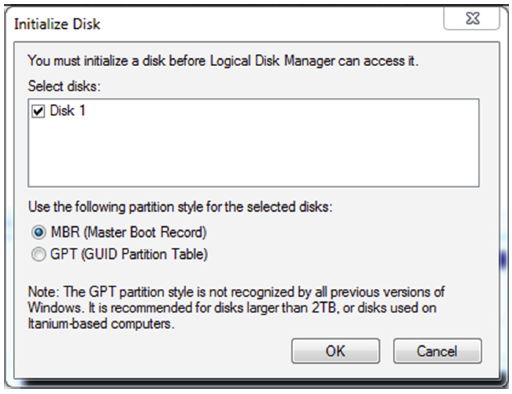 Initialize Disk
You must initialize a disk before Logical Disk Manager can access it.
Select disks:
Disk 1
Use the following partition style for the selected disks:
MBR (Master Boot Record)
GPT (GUID Partition Table)
Note: The GPT partition style is not recognized by all previous versions of
Windows. It is recommended for disks larger than 2TB, or disks used on
Itanium-based computers.
OK Cancel